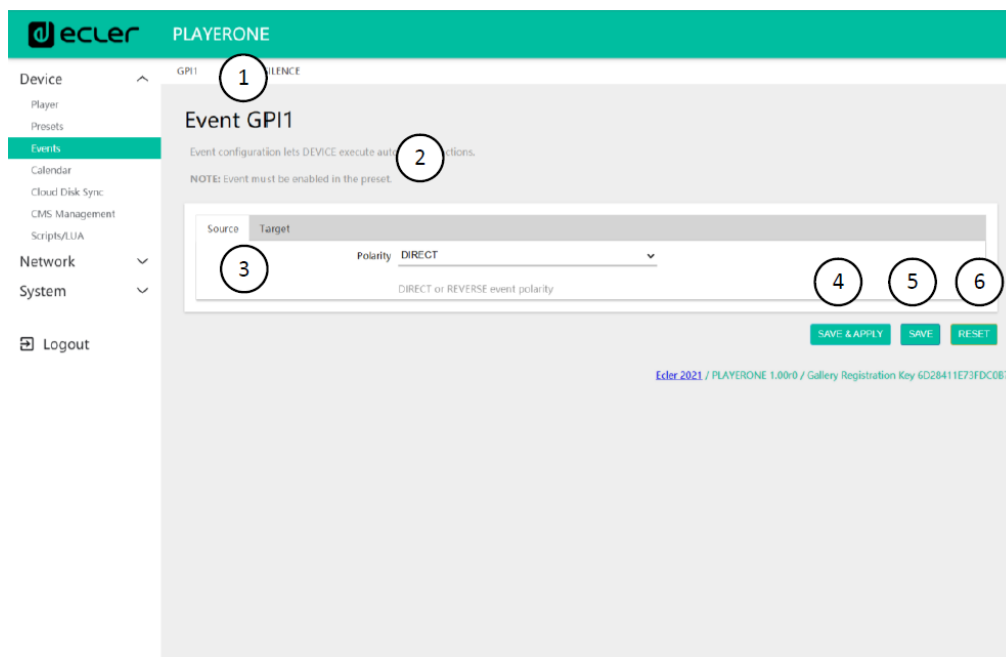 ecler
PLAYERONE
Device
Player
Presets
Events
Calendar
Cloud Disk Sync
CMS Management
Scripts/LUA
Network
System
Logout
GPI1 1 ILENCE
Event GPI1
Event configuration lets DEVICE execute auto 2 ctions.
NOTE: Event must be enabled in the preset.
Source Target
Polarity DIRECT
3
DIRECT or REVERSE event polarity
4 5 6
SAVE & APPLY SAVE RESET
Ecler 2021 / PLAYERONE 1.00r0 / Gallery Registration Key 6D28411E73FDC0B7